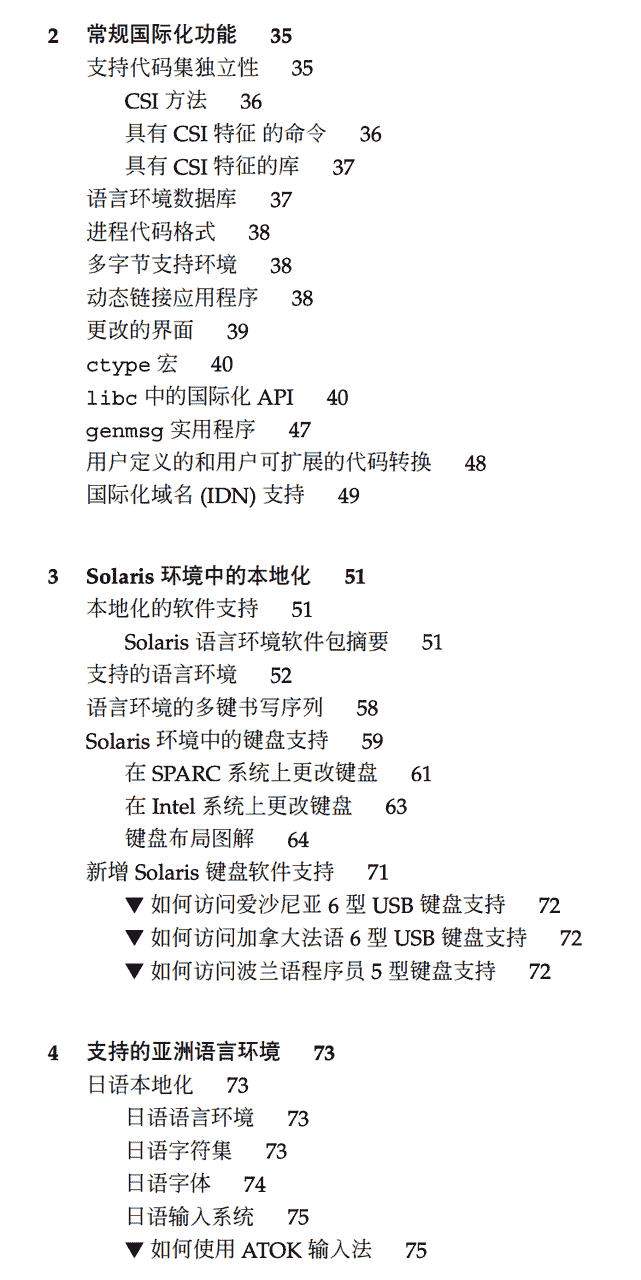 2 常规国际化功能 35
支持代码集独立性 35
CSI 方法 36
具有 CSI 特征 的命令 36
具有 CSI 特征的库 37
语言环境数据库 37
进程代码格式 38
多字节支持环境 38
动态链接应用程序 38
更改的界面 39
ctype 宏 40
libc 中的国际化 API 40
genmsg 实用程序 47
用户定义的和用户可扩展的代码转换 48
国际化域名 (IDN) 支持 49
3 Solaris 环境中的本地化 51
本地化的软件支持 51
Solaris 语言环境软件包摘要 51
支持的语言环境 52
语言环境的多键书写序列 58
Solaris 环境中的键盘支持 59
在 SPARC 系统上更改键盘 61
在 Intel 系统上更改键盘 63
键盘布局图解 64
新增 Solaris 键盘软件支持 71
▼ 如何访问爱沙尼亚 6 型 USB 键盘支持 72
▼ 如何访问加拿大法语 6 型 USB 键盘支持 72
▼ 如何访问波兰语程序员 5 型键盘支持 72
4 支持的亚洲语言环境 73
日语本地化 73
日语语言环境 73
日语字符集 73
日语字体 74
日语输入系统 75
▼ 如何使用 ATOK 输入法 75